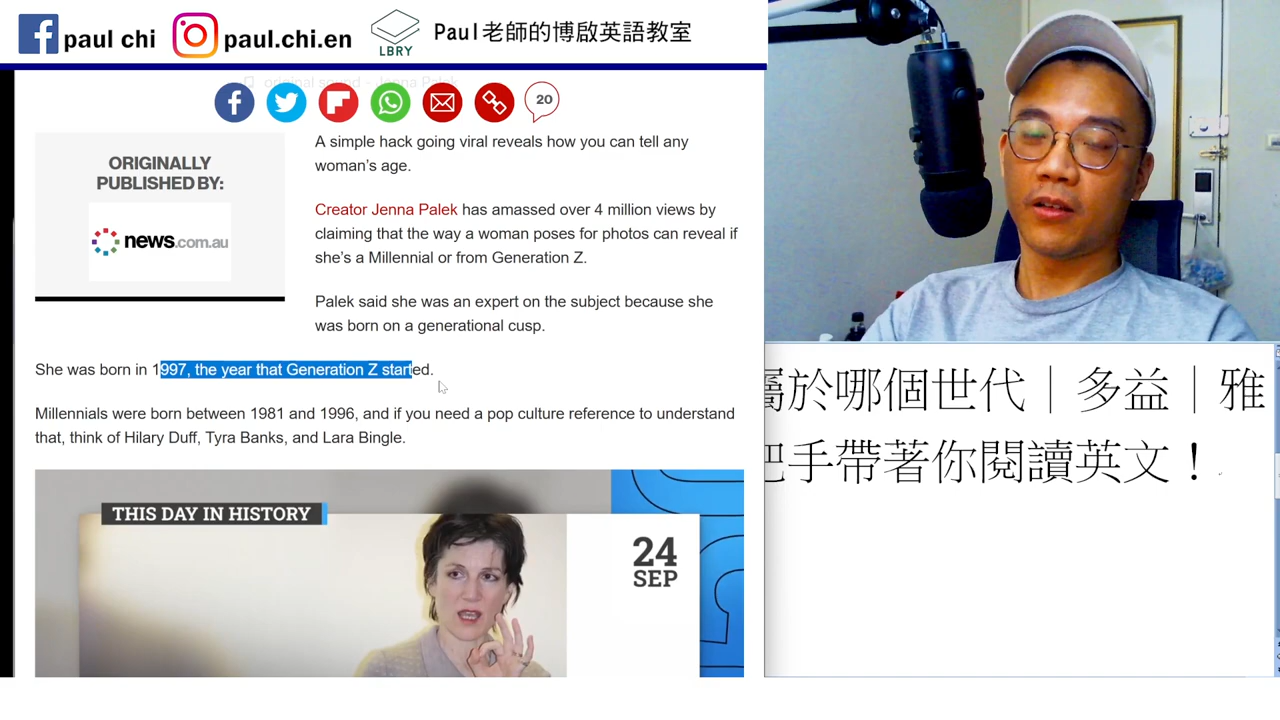 paul chi
paul.chi.en
LBRY
Paul老師的博啟英語教室
original sound - Jenna Palek
20
ORIGINALLY
PUBLISHED BY:
news.com.au
A simple hack going viral reveals how you can tell any
woman's age.
Creator Jenna Palek has amassed over 4 million views by
claiming that the way a woman poses for photos can reveal if
she's a Millennial or from Generation Z.
Palek said she was an expert on the subject because she
was born on a generational cusp.
She was born in 1997, the year that Generation Z started.
Millennials were born between 1981 and 1996, and if you need a pop culture reference to understand
that, think of Hilary Duff, Tyra Banks, and Lara Bingle.
THIS DAY IN HISTORY
24
SEP
屬於哪個世代｜多益｜雅
把手帶著你閱讀英文！